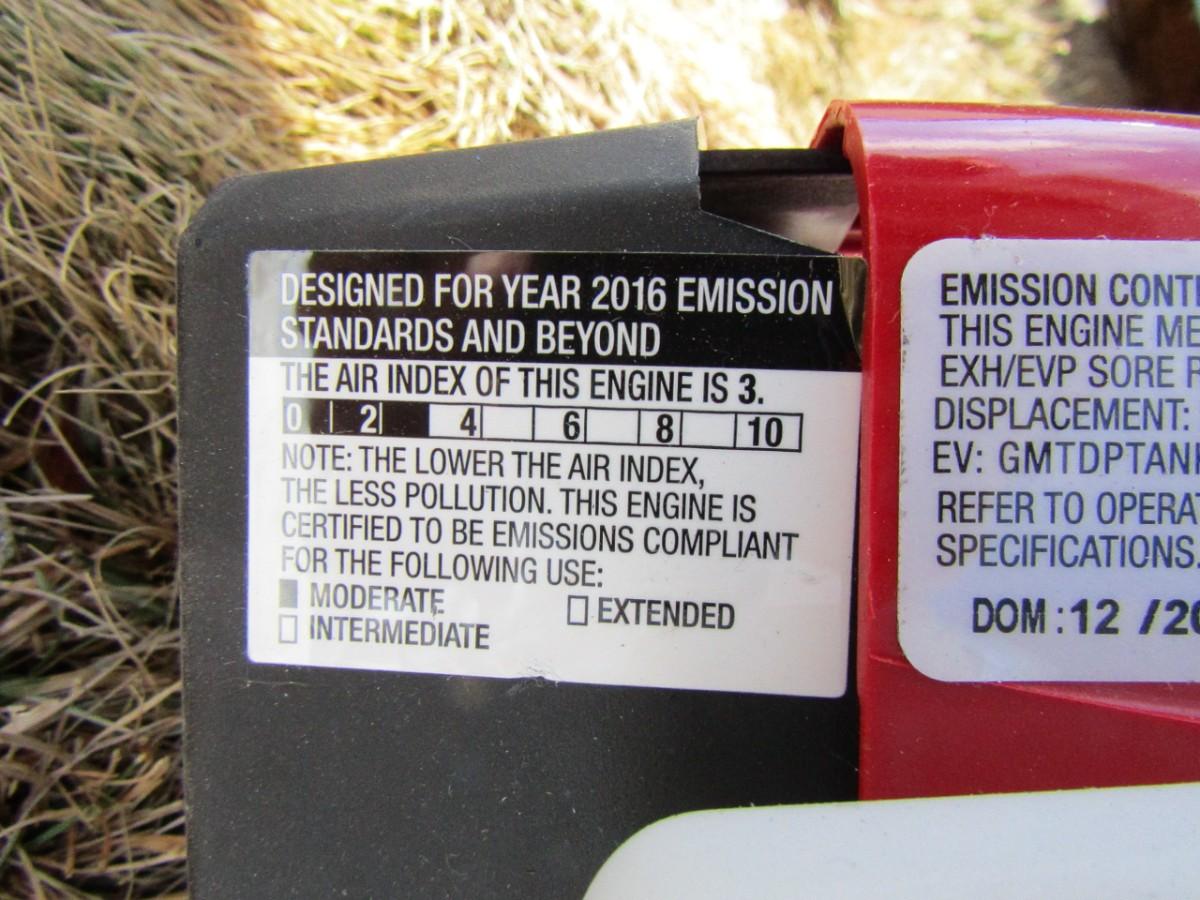 DESIGNED FOR YEAR 2016 EMISSION
STANDARDS AND BEYOND
THE AIR INDEX OF THIS ENGINE IS 3.
0 2 4 6 8 10
NOTE: THE LOWER THE AIR INDEX,
THE LESS POLLUTION. THIS ENGINE IS
CERTIFIED TO BE EMISSIONS COMPLIANT
FOR THE FOLLOWING USE:
MODERATE
EXTENDED
INTERMEDIATE
EMISSION CONT
THIS ENGINE ME
EXH/EVP SORE R
DISPLACEMENT:
EV: GMTDPTANK
REFER TO OPERA
SPECIFICATIONS.
DOM : 12 / 20